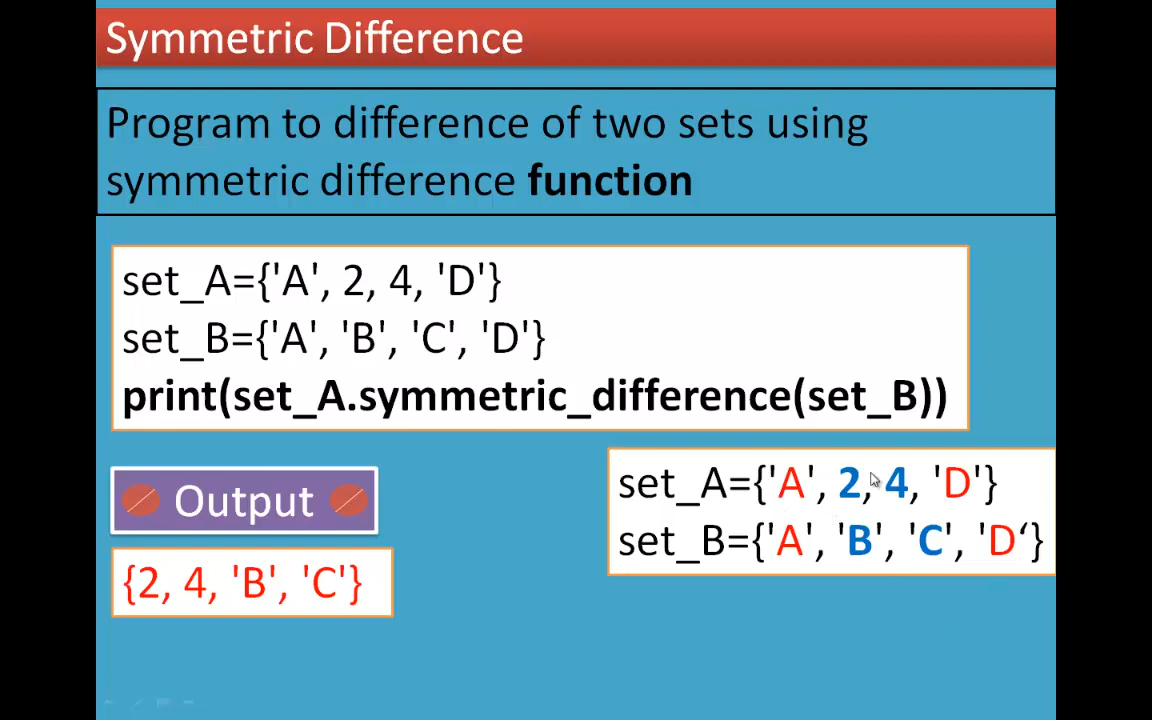 Symmetric Difference
Program to difference of two sets using
symmetric difference function
set_A={'A', 2, 4, 'D'}
set_B={'A', 'B', 'C', 'D'}
print(set_A.symmetric_difference(set_B))
Output
{2, 4, 'B', 'C'}
set_A={'A', 2, 4, 'D'}
set_B={'A', 'B', 'C', 'D‘}